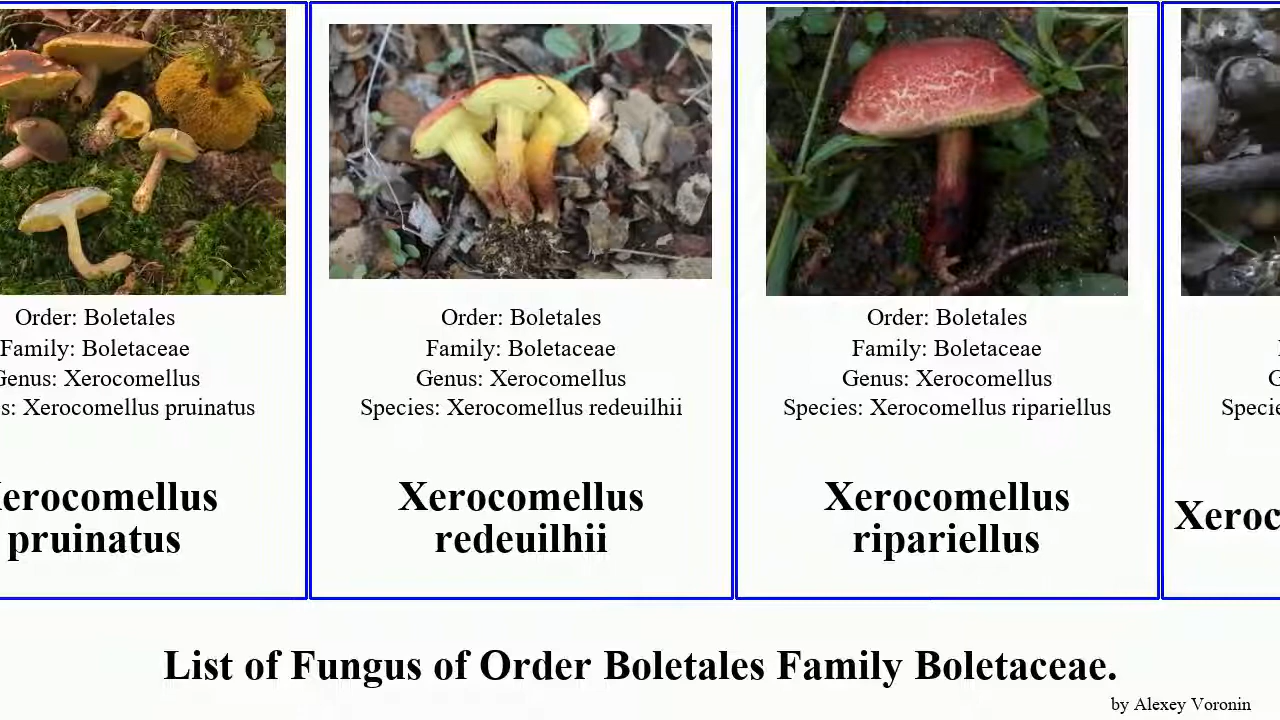 Order: Boletales
Family: Boletaceae
Genus: Xerocomellus
Xerocomellus pruinatus
pruinatus
Order: Boletales
Family: Boletaceae
Genus: Xerocomellus
Species: Xerocomellus redeuilhii
Xerocomellus
redeuilhii
Order: Boletales
Family: Boletaceae
Genus: Xerocomellus
Species: Xerocomellus ripariellus
Xerocomellus
ripariellus
List of Fungus of Order Boletales Family Boletaceae.
by Alexey Voronin